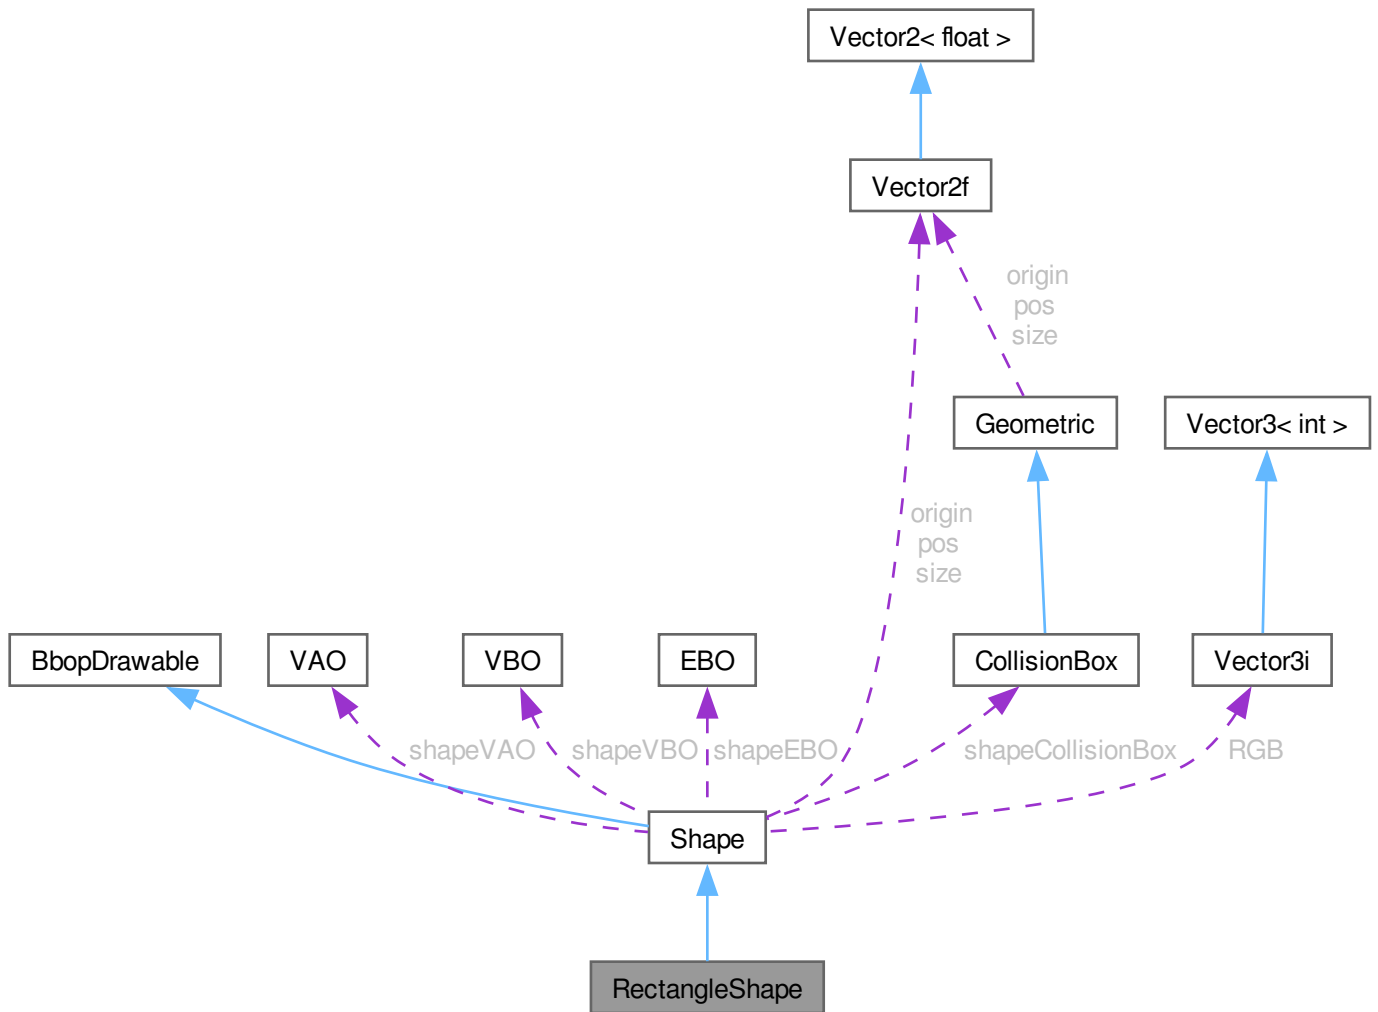 Vector2< float >
Vector2f
origin
pos
size
Geometric
Vector3< int >
origin
pos
size
BbopDrawable
VAO
VBO
EBO
CollisionBox
Vector3i
shapeVAO
shapeVBO
shapeEBO
shapeCollisionBox
RGB
Shape
RectangleShape